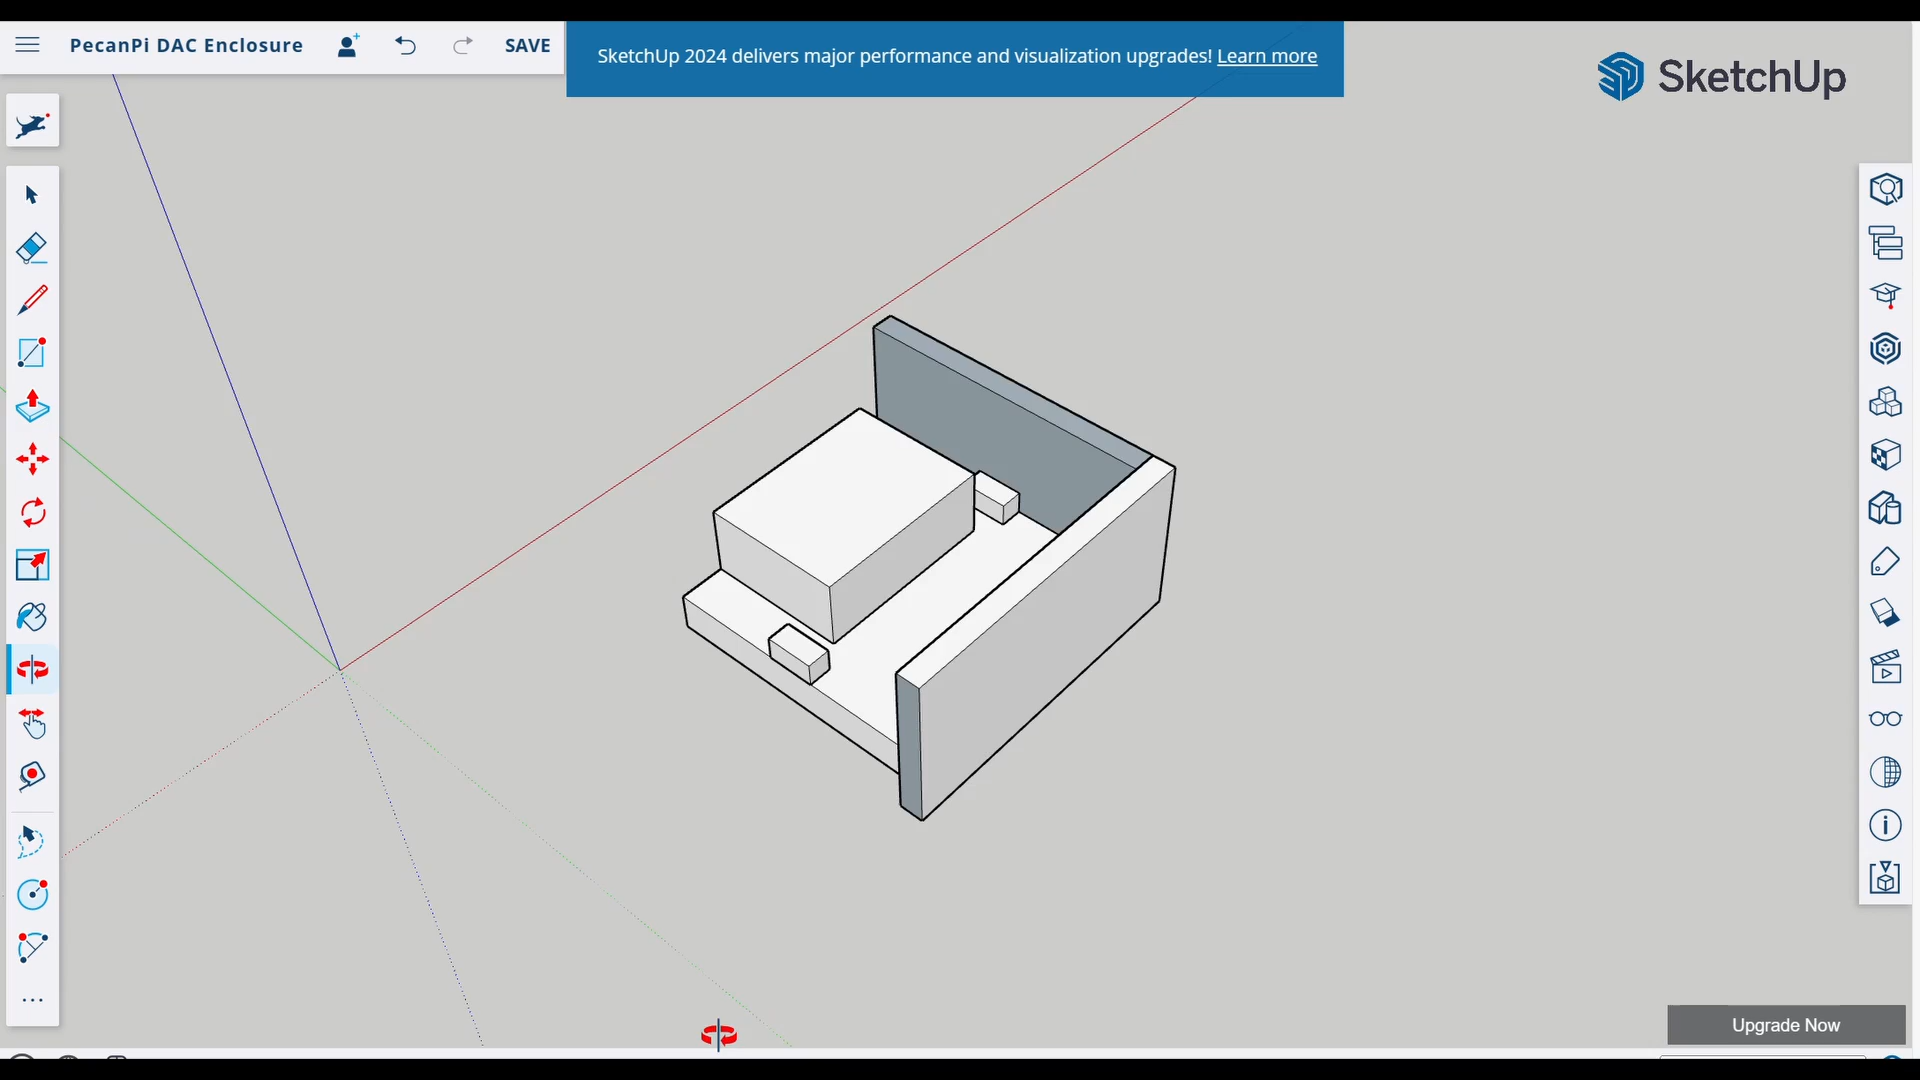 PecanPi DAC Enclosure
SAVE
SketchUp 2024 delivers major performance and visualization upgrades! Learn more
SketchUp
Upgrade Now